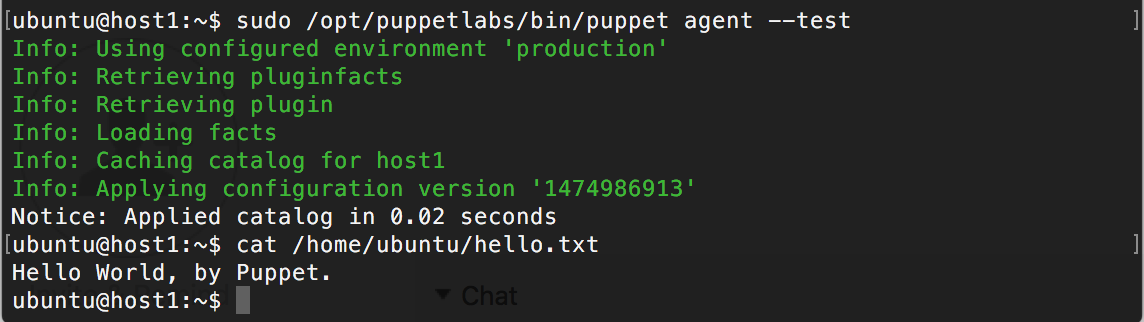 [ubuntu@host1:~$ sudo /opt/puppetlabs/bin/puppet agent --test ]
Info: Using configured environment 'production'
Info: Retrieving pluginfacts
Info: Retrieving plugin
Info: Loading facts
Info: Caching catalog for host1
Info: Applying configuration version '1474986913'
Notice: Applied catalog in 0.02 seconds
[ubuntu@host1:~$ cat /home/ubuntu/hello.txt ]
Hello World, by Puppet.
ubuntu@host1:~$
▼ Chat